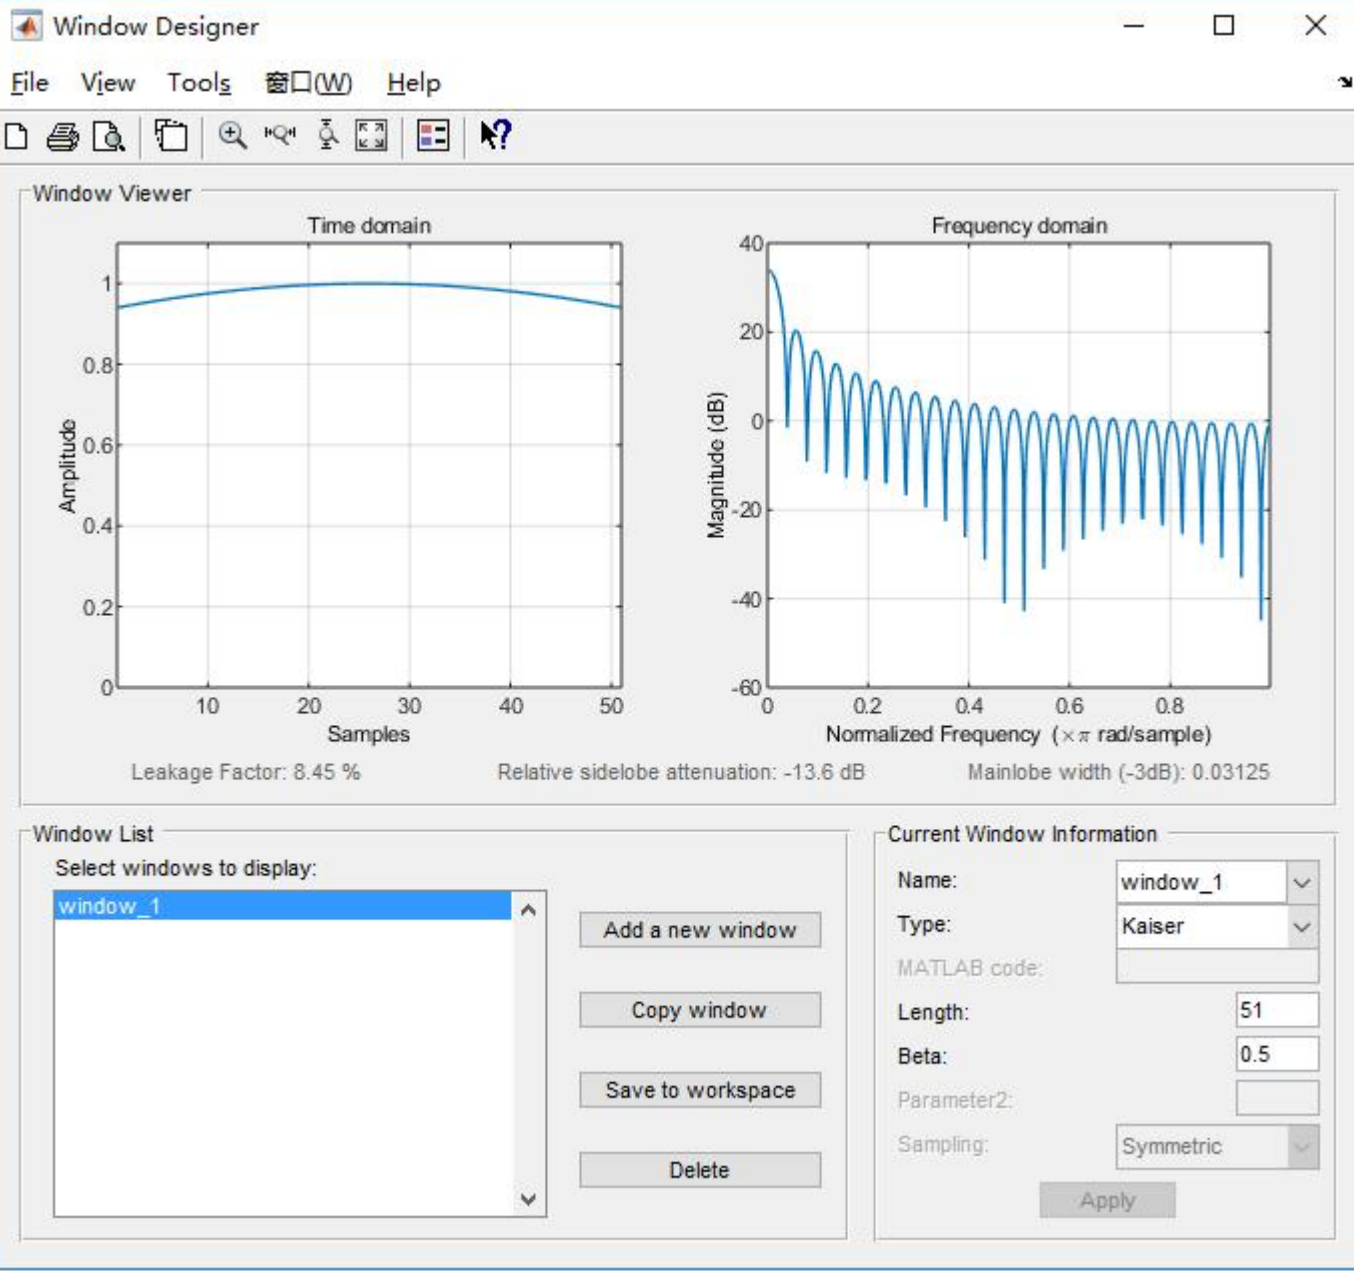 Window Designer
File View Tools 窗口(W) Help
Window Viewer
Time domain
Frequency domain
1
0.8
0.6
0.4
0.2
0
Amplitude
10 20 30 40 50
Samples
40
20
0
-20
-40
-60
Magnitude (dB)
0 0.2 0.4 0.6 0.8
Normalized Frequency (×π rad/sample)
Leakage Factor: 8.45 %
Relative sidelobe attenuation: -13.6 dB
Mainlobe width (-3dB): 0.03125
Window List
Select windows to display:
window_1
Add a new window
Copy window
Save to workspace
Delete
Current Window Information
Name: window_1
Type: Kaiser
MATLAB code:
Length: 51
Beta: 0.5
Parameter2:
Sampling: Symmetric
Apply